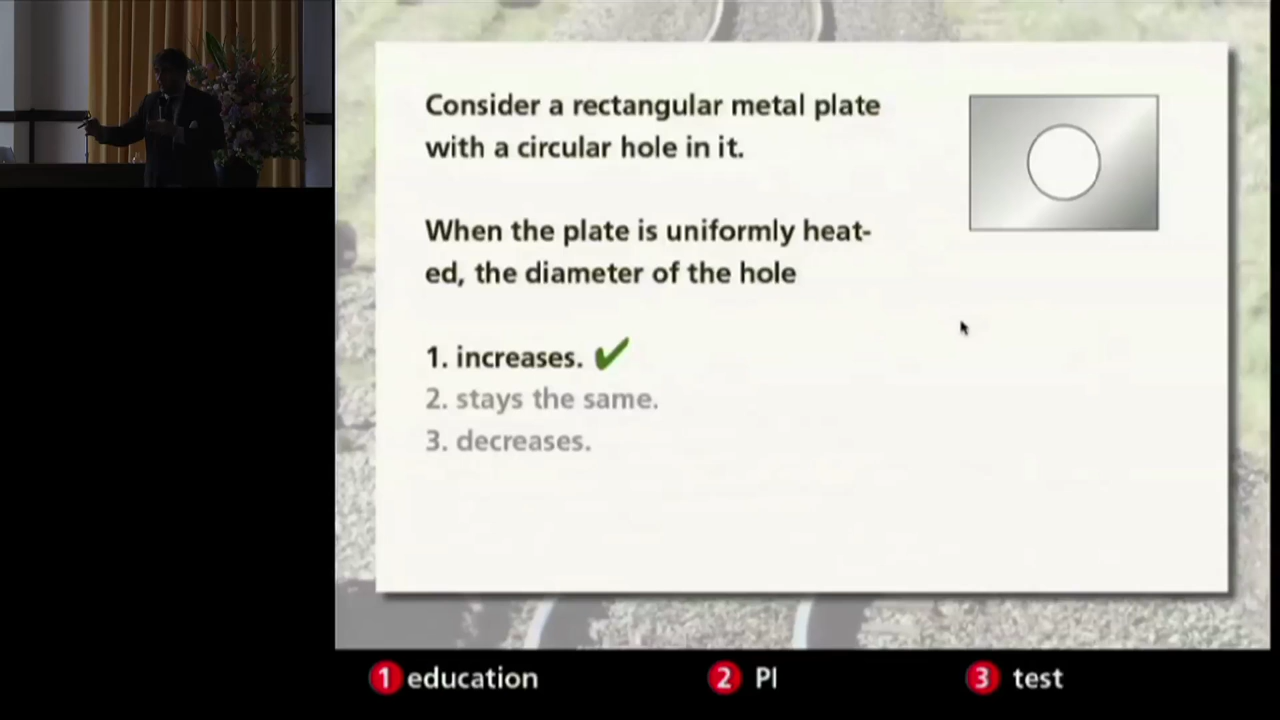 Consider a rectangular metal plate
with a circular hole in it.
When the plate is uniformly heat-
ed, the diameter of the hole
1. increases. ✔
2. stays the same.
3. decreases.
1 education
2 PI
3 test